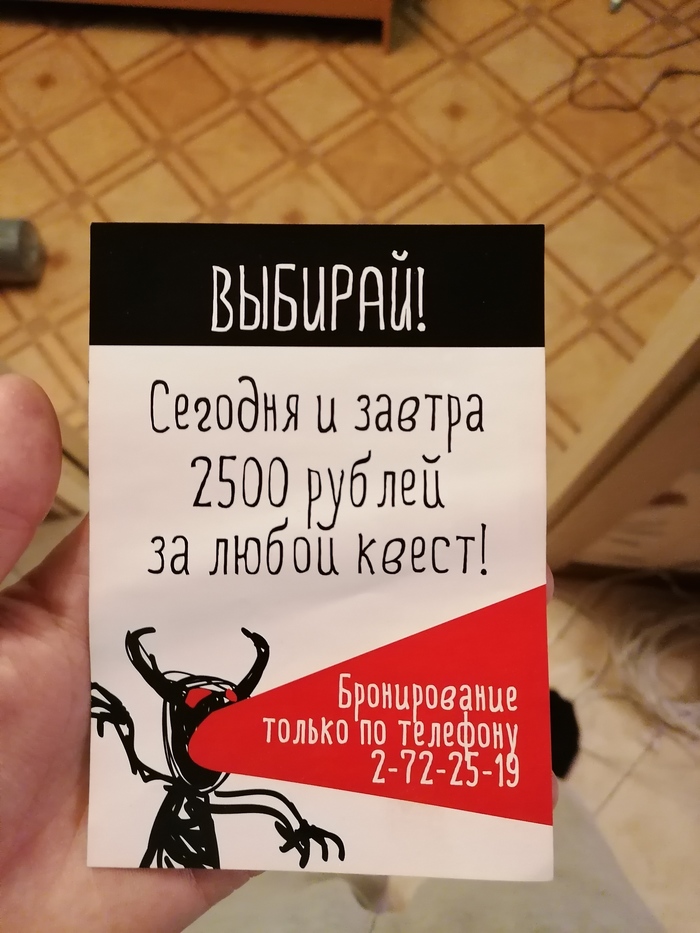 ВЫБИРАЙ!
Сегодня и завтра
2500 рублей
за любой квест!
Бронирование
только по телефону
2-72-25-19